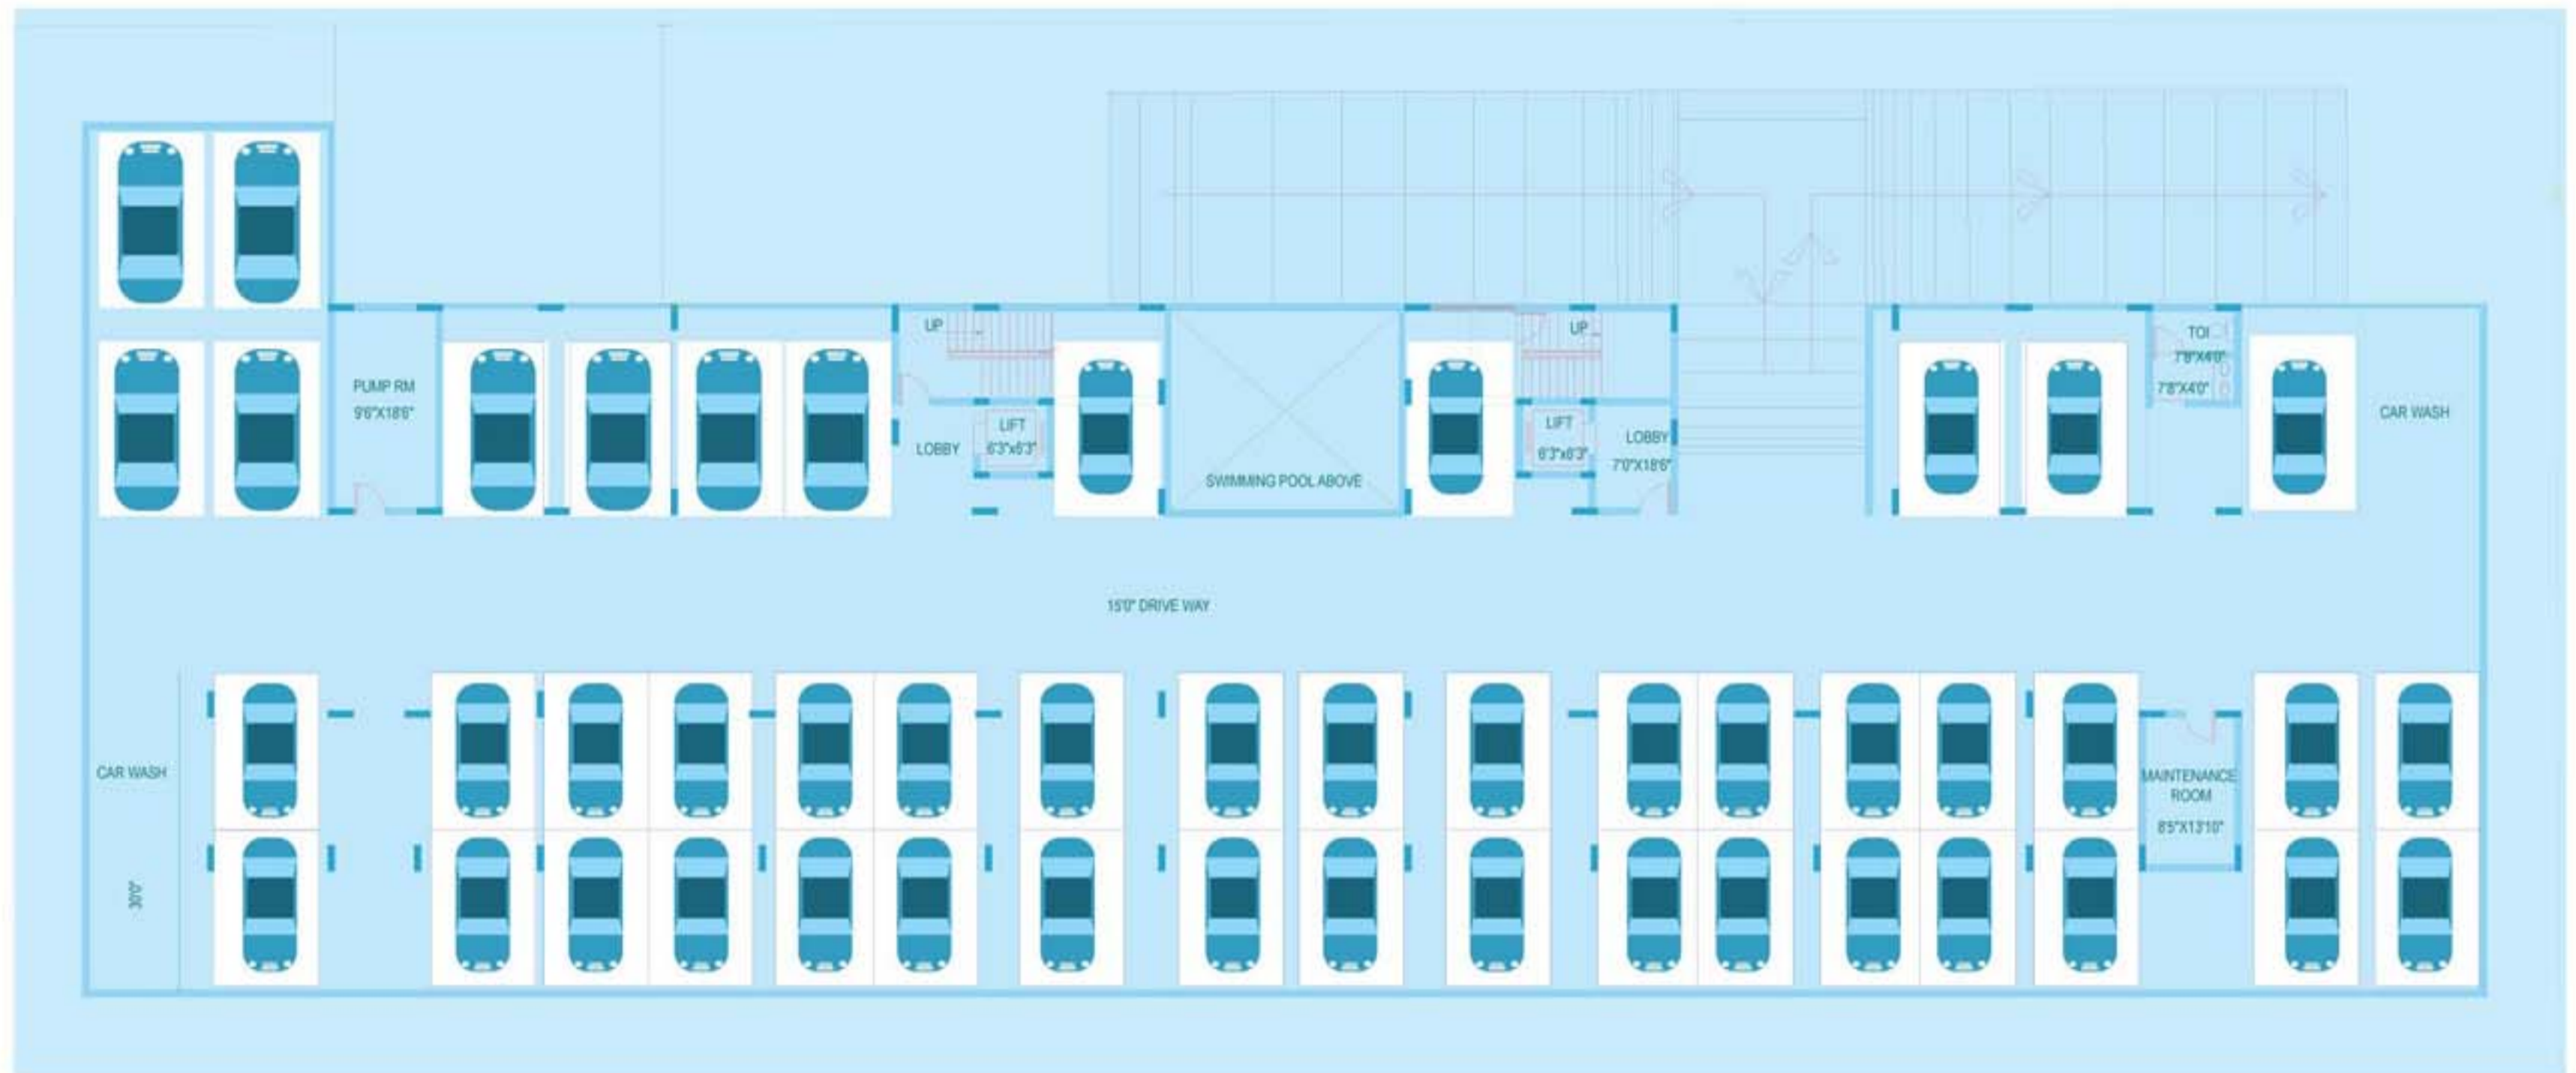 UP
UP
TOI
7'8"X4'0"
7'8"X4'0"
PUMP RM
9'6"X18'6"
LOBBY
LIFT
6'3"x6'3"
SWIMMING POOL ABOVE
LIFT
6'3"x6'3"
LOBBY
7'0"X18'6"
CAR WASH
15'0" DRIVE WAY
CAR WASH
30'0"
MAINTENANCE
ROOM
8'5"X13'10"